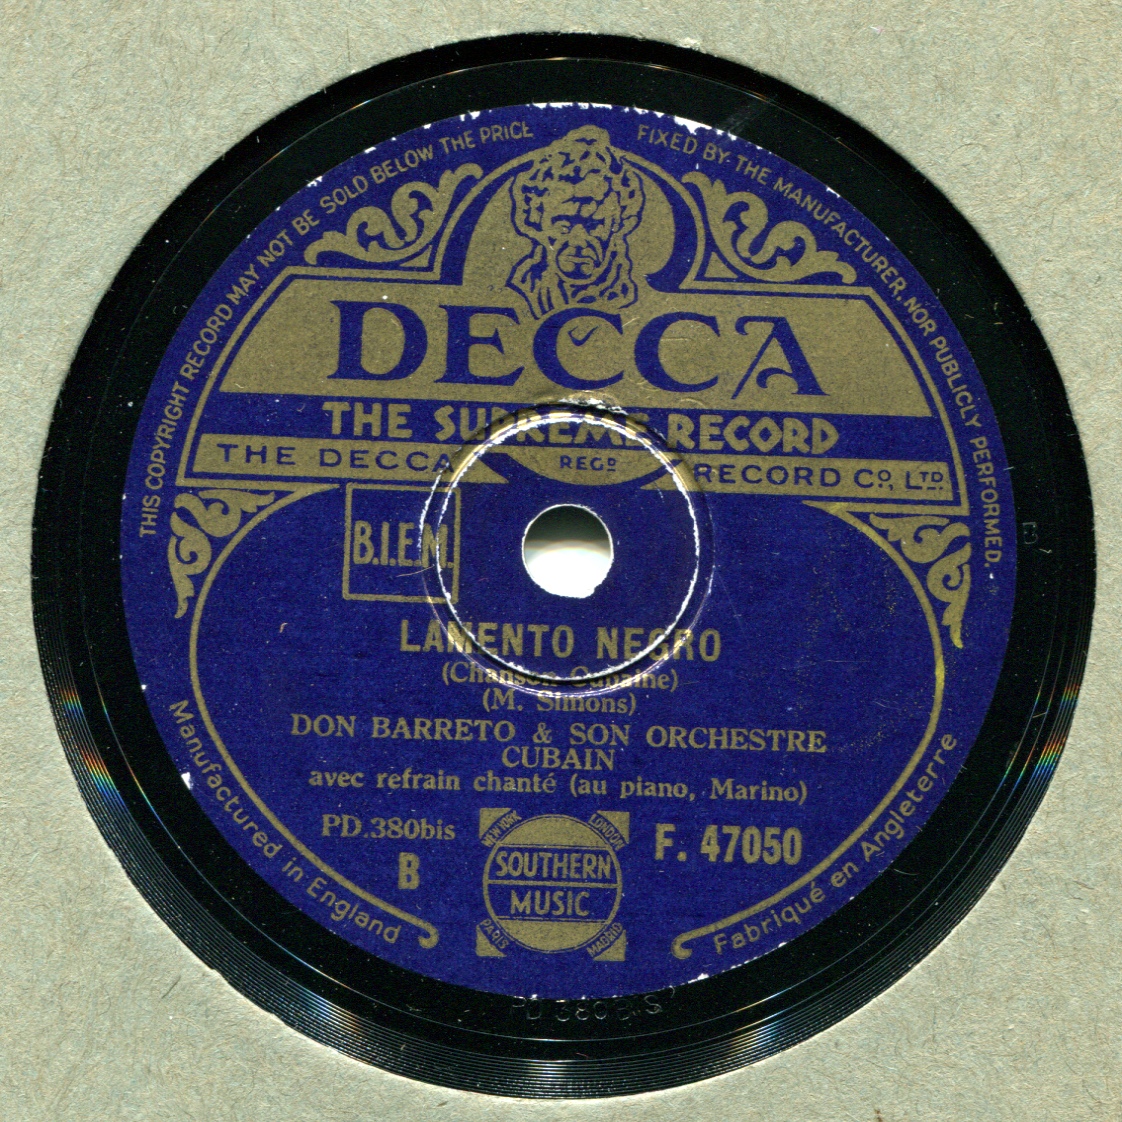 THIS COPYRIGHT RECORD MAY NOT BE SOLD BELOW THE PRICE FIXED BY THE MANUFACTURER, NOR PUBLICLY PERFORMED.
DECCA
THE SUPREME RECORD
THE DECCA REGD RECORD CO., LTD.
B.I.E.M.
LAMENTO NEGRO
(Chanson Cubaine)
(M. Simons)
DON BARRETO & SON ORCHESTRE
CUBAIN
avec refrain chanté (au piano, Marino)
PD.380bis
B
F. 47050
NEW YORK
LONDON
SOUTHERN
MUSIC
PARIS
MADRID
Manufactured in England
Fabriqué en Angleterre